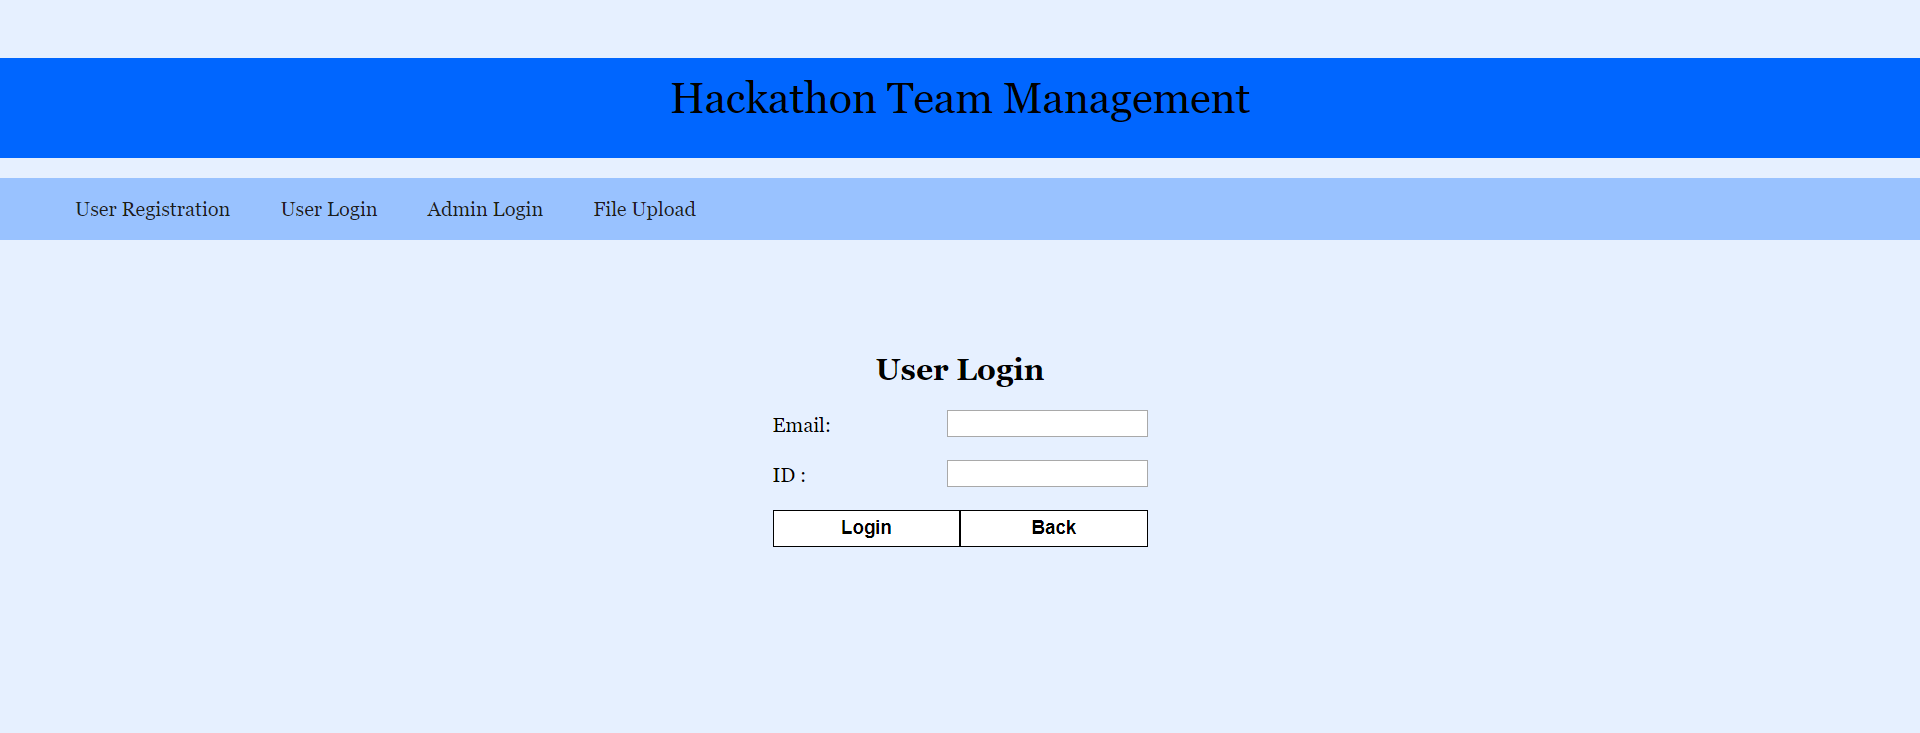 Hackathon Team Management
User Registration User Login Admin Login File Upload
User Login
Email:
ID :
Login Back